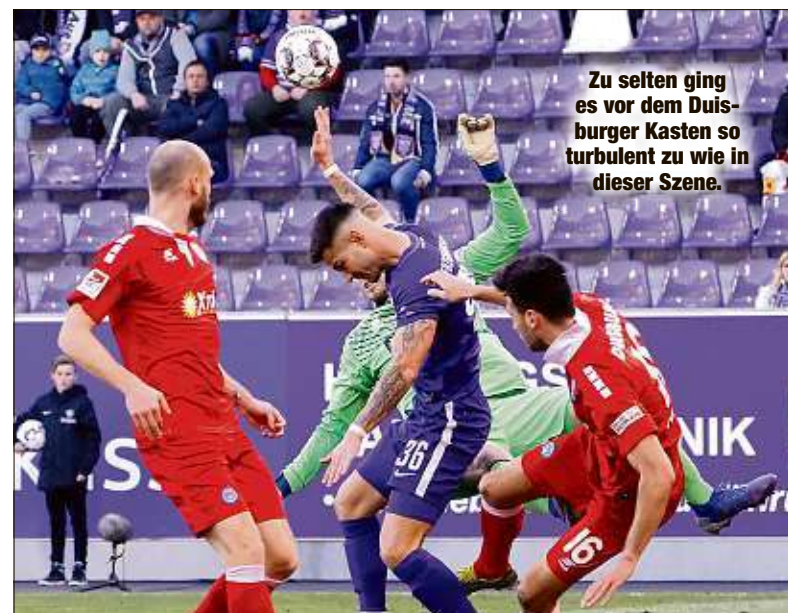 Zu selten ging
es vor dem Duis-
burger Kasten so
turbulent zu wie in
dieser Szene.
NIK
36
16